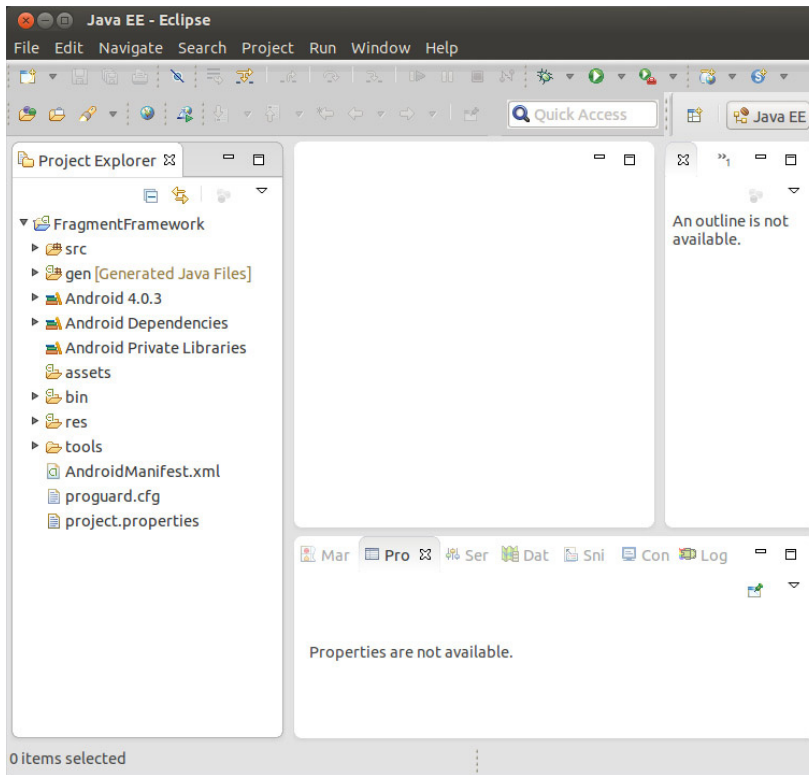 Java EE - Eclipse
File Edit Navigate Search Project Run Window Help
Quick Access
Java EE
Project Explorer
»1
FragmentFramework
src
gen [Generated Java Files]
Android 4.0.3
Android Dependencies
Android Private Libraries
assets
bin
res
tools
AndroidManifest.xml
proguard.cfg
project.properties
An outline is not
available.
Mar Pro Ser Dat Sni Con Log
Properties are not available.
0 items selected